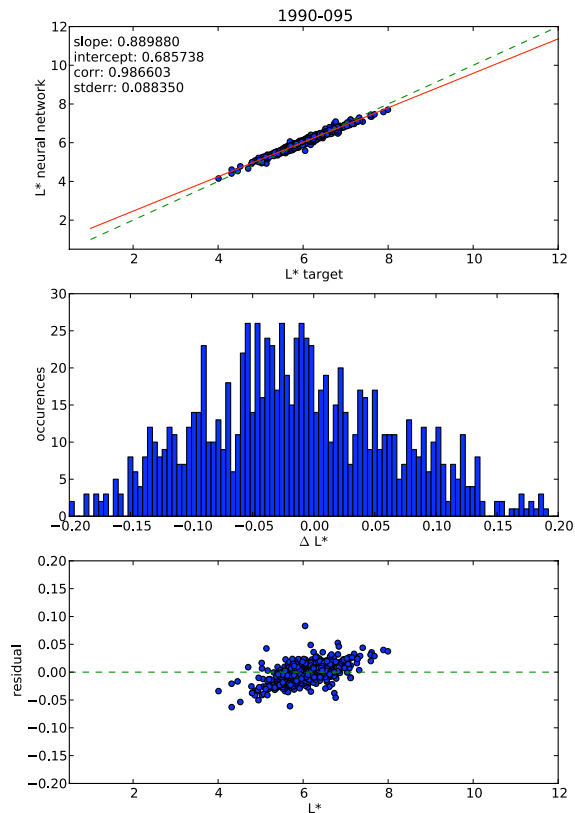 1990-095
slope: 0.889880
intercept: 0.685738
corr: 0.986603
stderr: 0.088350
L* neural network
12
10
8
6
4
2
2 4 6 8 10 12
L* target
occurences
30
25
20
15
10
5
0
−0.20 −0.15 −0.10 −0.05 0.00 0.05 0.10 0.15 0.20
Δ L*
residual
0.20
0.15
0.10
0.05
0.00
−0.05
−0.10
−0.15
−0.20
0 2 4 6 8 10 12
L*